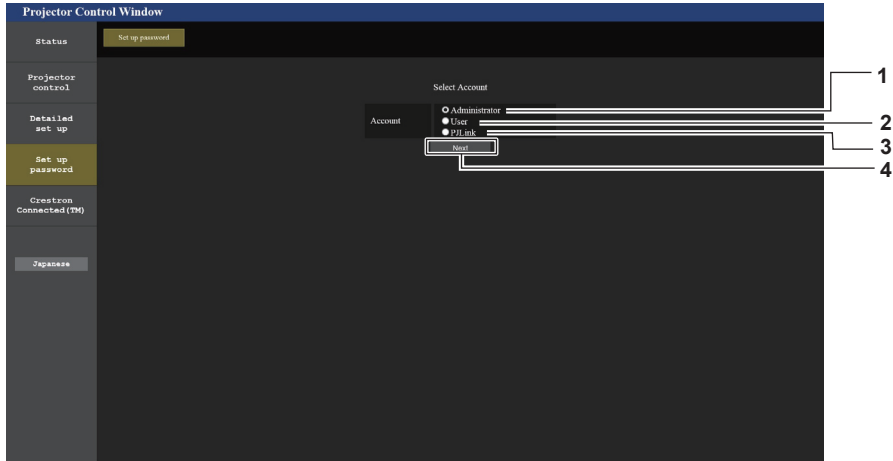 Projector Control Window
Status
Set up password
Projector
control
Detailed
set up
Set up
password
Crestron
Connected(TM)
Japanese
Select Account
Account
Administrator
User
PJLink
Next
1
2
3
4